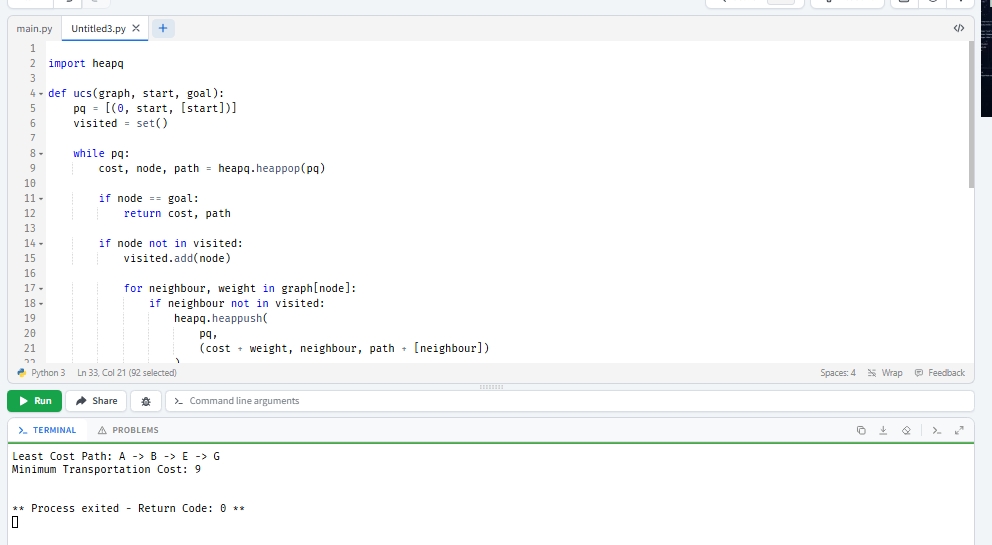 main.py Untitled3.py
1
2 import heapq
3
4 def ucs(graph, start, goal):
5 pq = [(0, start, [start])]
6 visited = set()
7
8 while pq:
9 cost, node, path = heapq.heappop(pq)
10
11 if node == goal:
12 return cost, path
13
14 if node not in visited:
15 visited.add(node)
16
17 for neighbour, weight in graph[node]:
18 if neighbour not in visited:
19 heapq.heappush(
20 pq,
21 (cost + weight, neighbour, path + [neighbour])
22 )
Python 3 Ln 33, Col 21 (92 selected) Spaces: 4 Wrap Feedback
Run Share Command line arguments
TERMINAL PROBLEMS
Least Cost Path: A -> B -> E -> G
Minimum Transportation Cost: 9
** Process exited - Return Code: 0 **